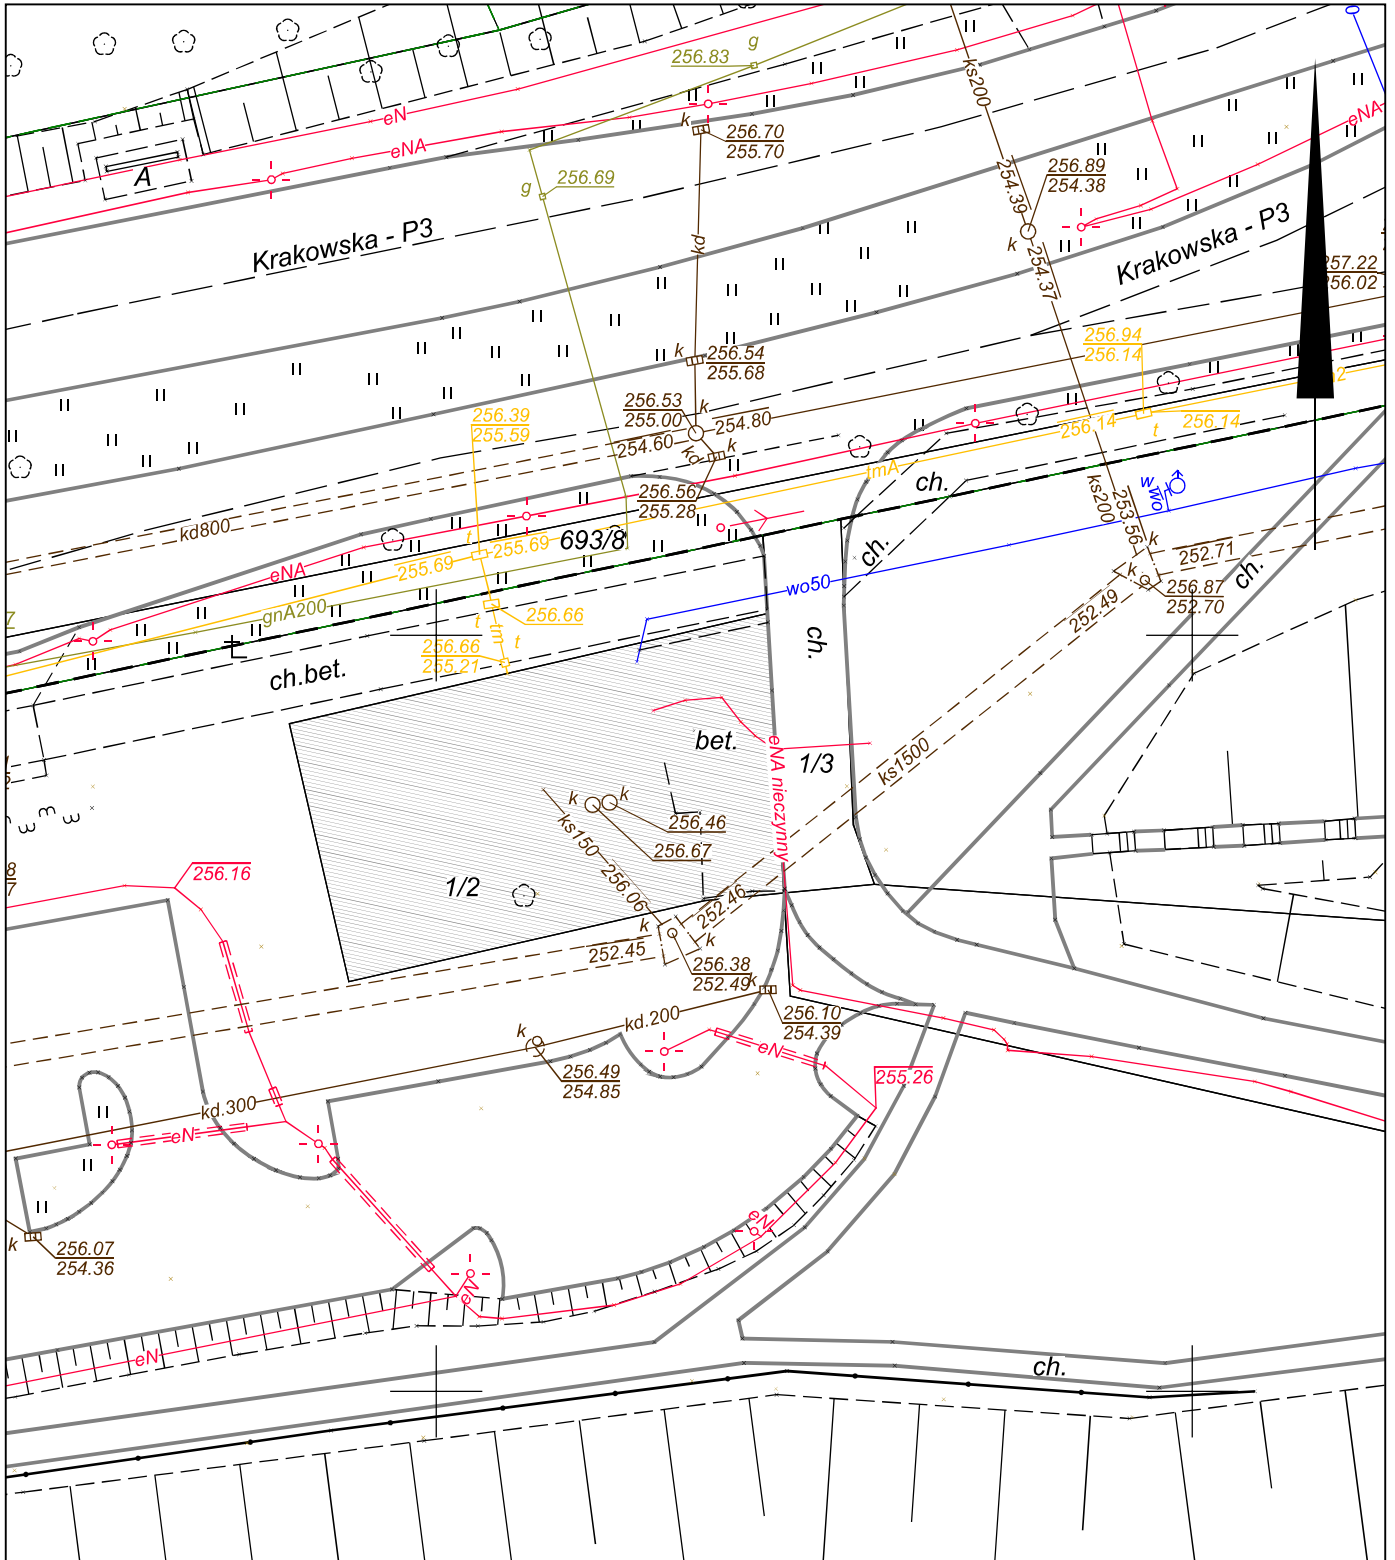 g
256.83
eN
eNA
k
256.70
255.70
ks200
0
eNA
A
g
256.69
254.39
256.89
254.38
k
254.37
Krakowska - P3
Krakowska - P3
kd
257.22
256.02
k
256.54
255.68
256.94
256.14
256.53
255.00
k
254.80
254.60
kd
k
256.39
255.59
256.14
t
256.14
tmA
ch.
256.56
255.28
ks200
w
wo
253.56
k
kd800
693/8
t
255.69
255.69
eNA
ch.
252.71
k
256.87
252.70
ch.
wo50
252.49
gnA200
t
256.66
tm
t
256.66
255.21
ch.
ch.bet.
bet.
eNA nieczynny
1/3
ks1500
k
k
256.46
256.67
ks150
256.16
1/2
256.06
252.46
k
k
252.45
256.38
252.49
k
256.10
254.39
kd.200
k
eN
256.49
254.85
255.26
kd.300
eN
k
256.07
254.36
eN
eN
eN
ch.